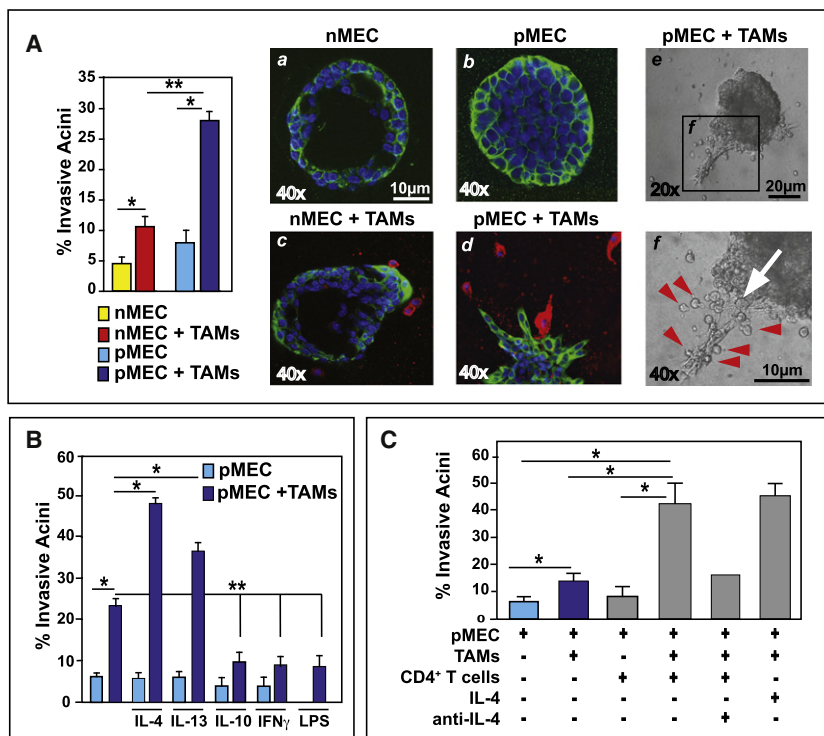 A
nMEC
pMEC
pMEC + TAMs
a
b
e
f
40x
10µm
40x
20x
20µm
nMEC + TAMs
pMEC + TAMs
c
d
f
40x
40x
40x
10µm
% Invasive Acini
35
30
25
20
15
10
5
0
*
**
*
nMEC
nMEC + TAMs
pMEC
pMEC + TAMs
B
% Invasive Acini
60
50
40
30
20
10
0
pMEC
pMEC +TAMs
*
*
*
**
IL-4 IL-13 IL-10 IFNγ LPS
C
% Invasive Acini
60
50
40
30
20
10
0
*
*
*
*
pMEC + + + + + +
TAMs - + - + + +
CD4+ T cells - - + + + -
IL-4 - - - - - +
anti-IL-4 - - - - + -